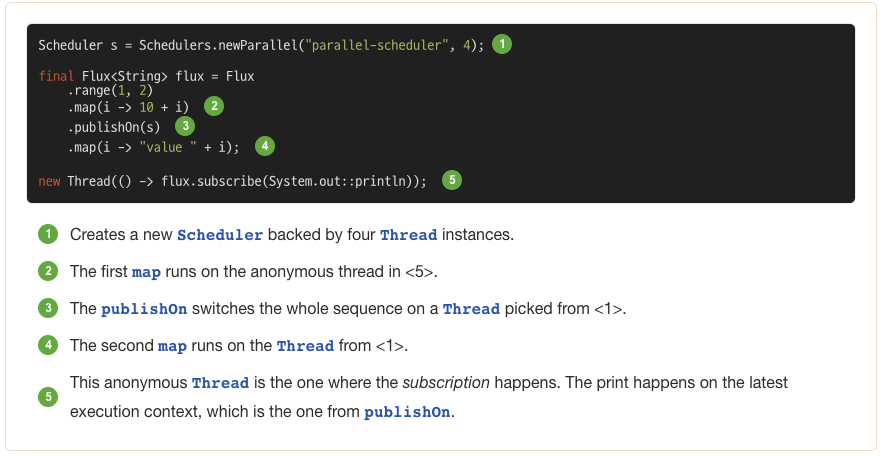 Scheduler s = Schedulers.newParallel("parallel-scheduler", 4); 1
final Flux<String> flux = Flux
.range(1, 2)
.map(i -> 10 + i) 2
.publishOn(s) 3
.map(i -> "value " + i); 4
new Thread(() -> flux.subscribe(System.out::println)); 5
1 Creates a new Scheduler backed by four Thread instances.
2 The first map runs on the anonymous thread in <5>.
3 The publishOn switches the whole sequence on a Thread picked from <1>.
4 The second map runs on the Thread from <1>.
5 This anonymous Thread is the one where the subscription happens. The print happens on the latest
execution context, which is the one from publishOn.